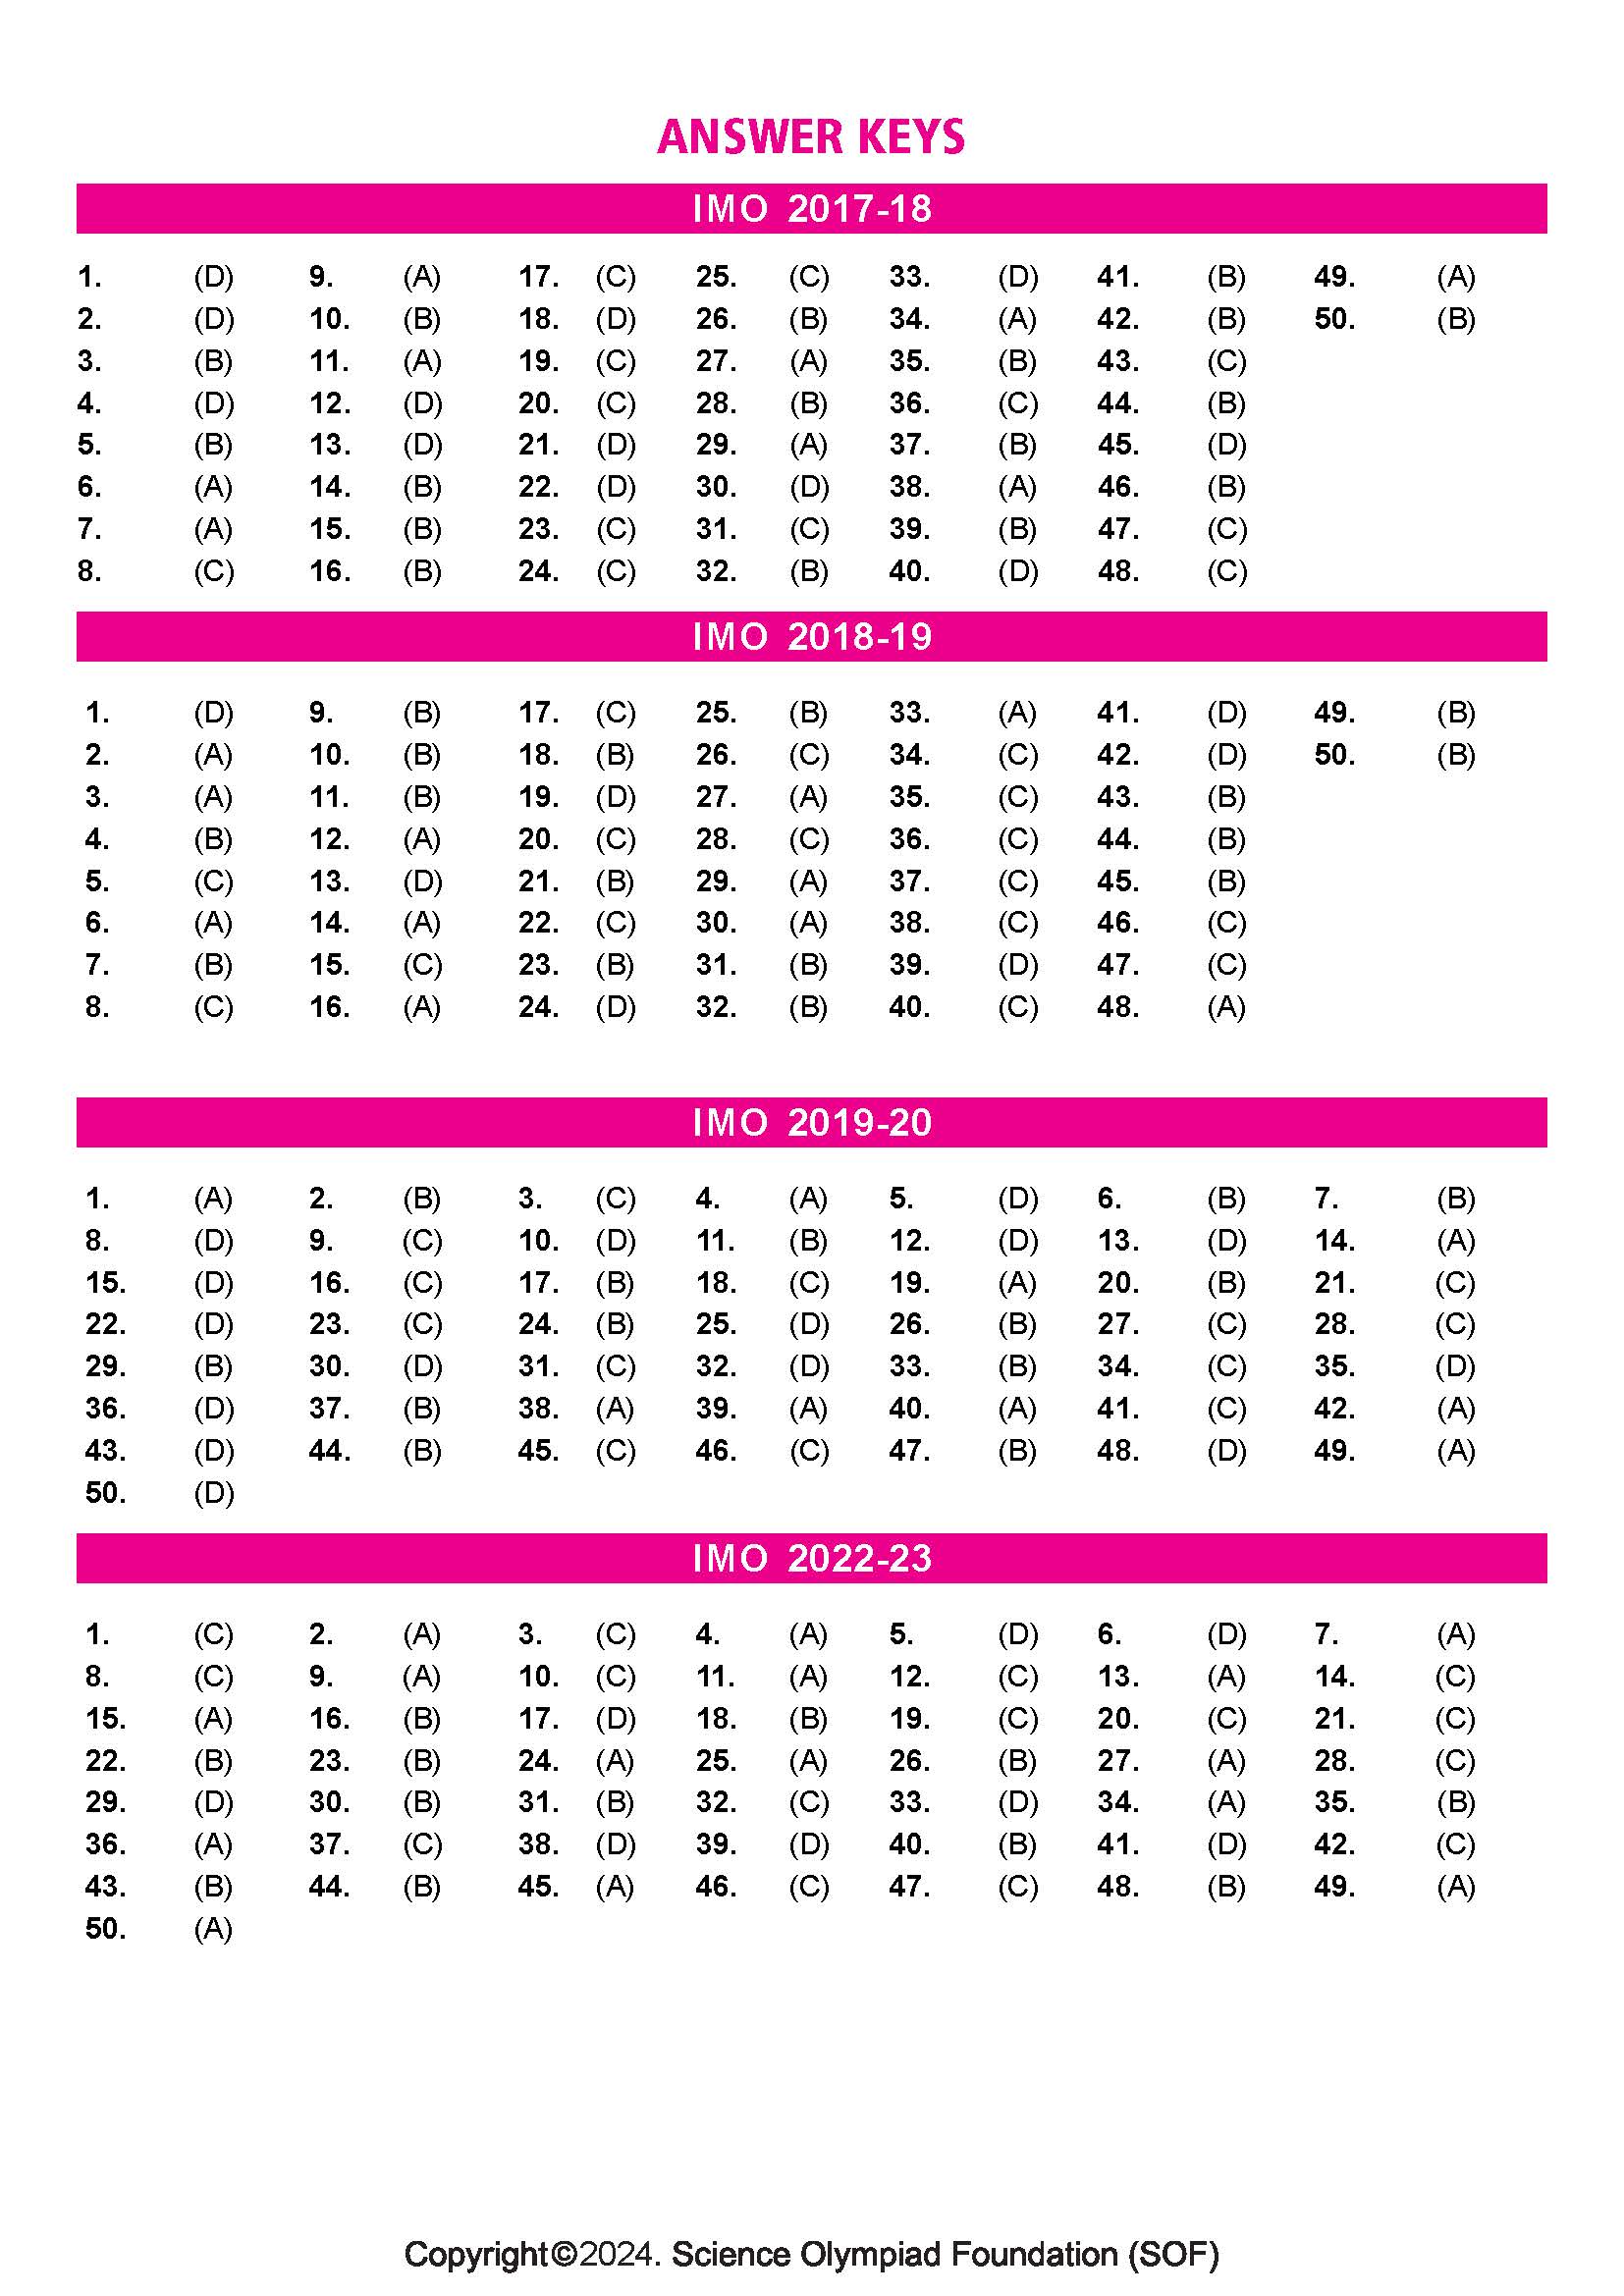 ANSWER KEYS
IMO 2017-18
1. (D) 9. (A) 17. (C) 25. (C) 33. (D) 41. (B) 49. (A)
2. (D) 10. (B) 18. (D) 26. (B) 34. (A) 42. (B) 50. (B)
3. (B) 11. (A) 19. (C) 27. (A) 35. (B) 43. (C)
4. (D) 12. (D) 20. (C) 28. (B) 36. (C) 44. (B)
5. (B) 13. (D) 21. (D) 29. (A) 37. (B) 45. (D)
6. (A) 14. (B) 22. (D) 30. (D) 38. (A) 46. (B)
7. (A) 15. (B) 23. (C) 31. (C) 39. (B) 47. (C)
8. (C) 16. (B) 24. (C) 32. (B) 40. (D) 48. (C)
IMO 2018-19
1. (D) 9. (B) 17. (C) 25. (B) 33. (A) 41. (D) 49. (B)
2. (A) 10. (B) 18. (B) 26. (C) 34. (C) 42. (D) 50. (B)
3. (A) 11. (B) 19. (D) 27. (A) 35. (C) 43. (B)
4. (B) 12. (A) 20. (C) 28. (C) 36. (C) 44. (B)
5. (C) 13. (D) 21. (B) 29. (A) 37. (C) 45. (B)
6. (A) 14. (A) 22. (C) 30. (A) 38. (C) 46. (C)
7. (B) 15. (C) 23. (B) 31. (B) 39. (D) 47. (C)
8. (C) 16. (A) 24. (D) 32. (B) 40. (C) 48. (A)
IMO 2019-20
1. (A) 2. (B) 3. (C) 4. (A) 5. (D) 6. (B) 7. (B)
8. (D) 9. (C) 10. (D) 11. (B) 12. (D) 13. (D) 14. (A)
15. (D) 16. (C) 17. (B) 18. (C) 19. (A) 20. (B) 21. (C)
22. (D) 23. (C) 24. (B) 25. (D) 26. (B) 27. (C) 28. (C)
29. (B) 30. (D) 31. (C) 32. (D) 33. (B) 34. (C) 35. (D)
36. (D) 37. (B) 38. (A) 39. (A) 40. (A) 41. (C) 42. (A)
43. (D) 44. (B) 45. (C) 46. (C) 47. (B) 48. (D) 49. (A)
50. (D)
IMO 2022-23
1. (C) 2. (A) 3. (C) 4. (A) 5. (D) 6. (D) 7. (A)
8. (C) 9. (A) 10. (C) 11. (A) 12. (C) 13. (A) 14. (C)
15. (A) 16. (B) 17. (D) 18. (B) 19. (C) 20. (C) 21. (C)
22. (B) 23. (B) 24. (A) 25. (A) 26. (B) 27. (A) 28. (C)
29. (D) 30. (B) 31. (B) 32. (C) 33. (D) 34. (A) 35. (B)
36. (A) 37. (C) 38. (D) 39. (D) 40. (B) 41. (D) 42. (C)
43. (B) 44. (B) 45. (A) 46. (C) 47. (C) 48. (B) 49. (A)
50. (A)
Copyright©2024. Science Olympiad Foundation (SOF)